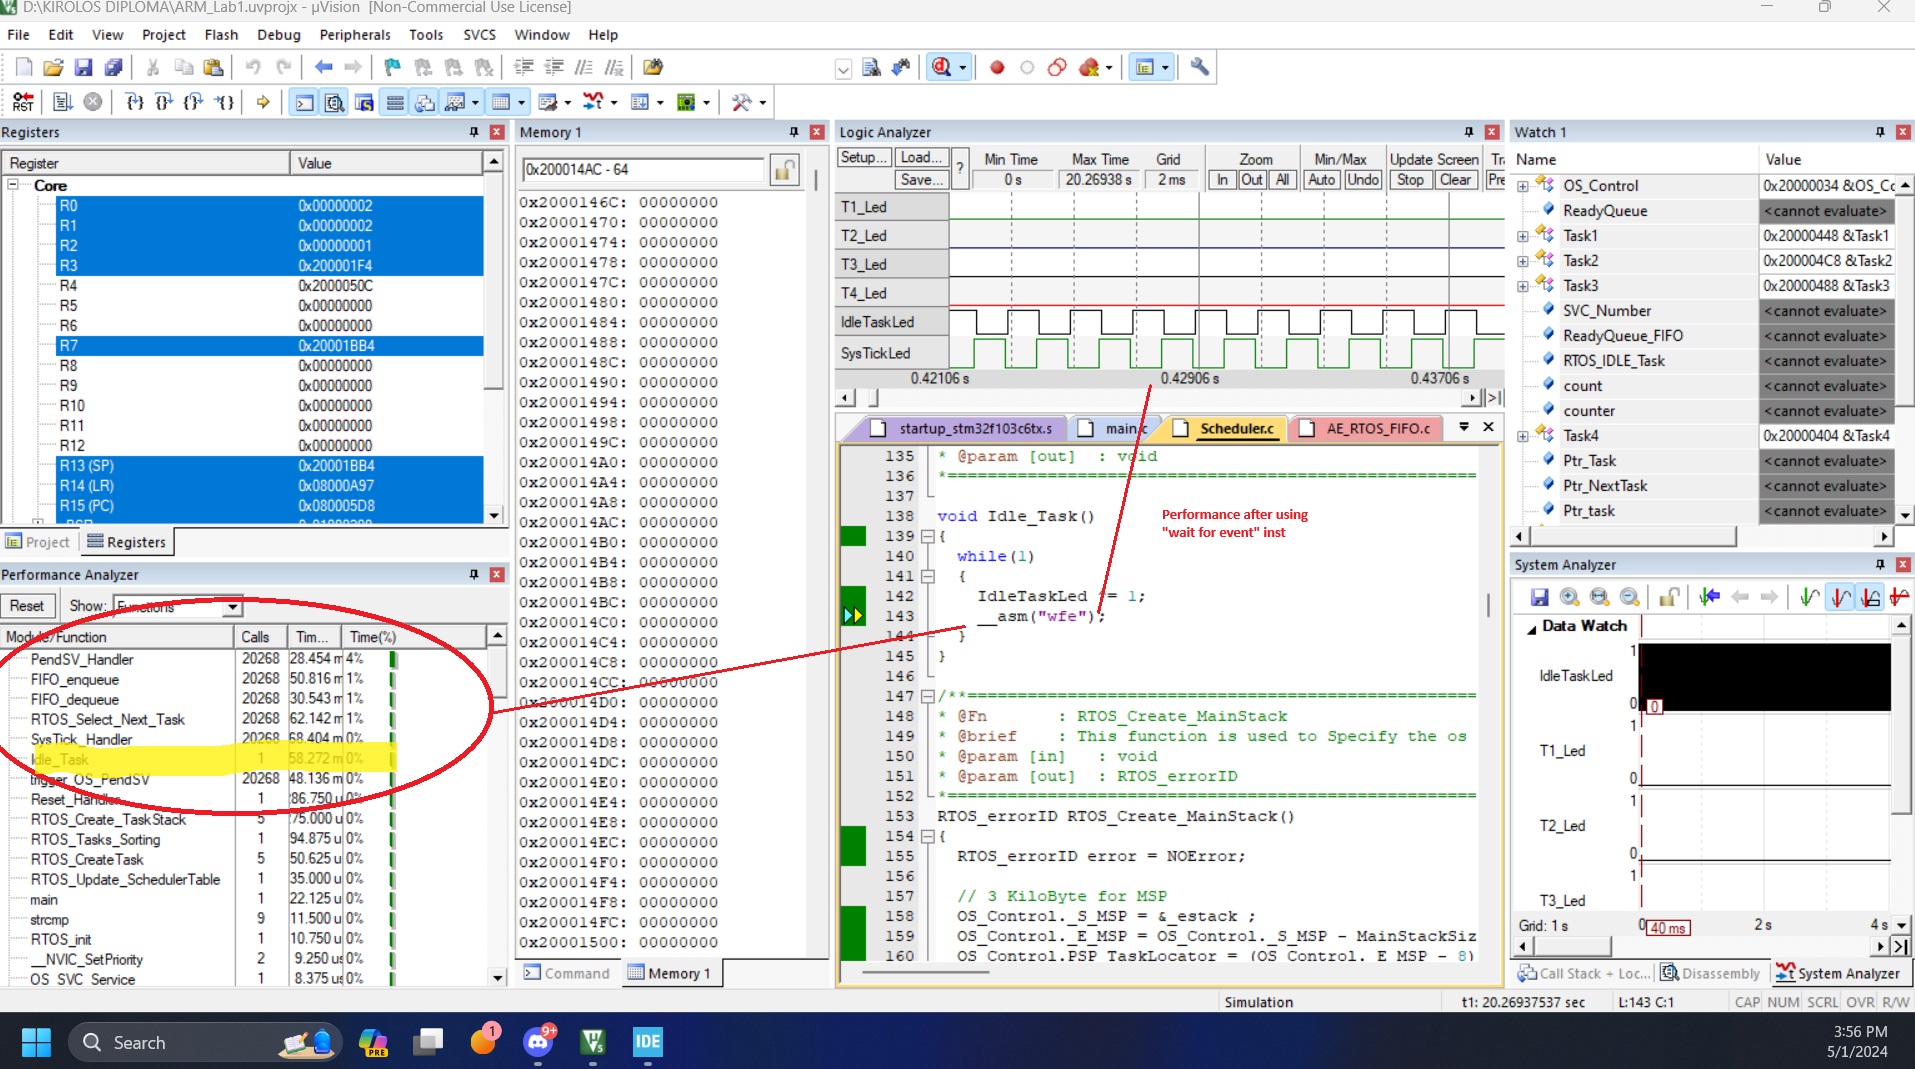 D:\KIROLOS DIPLOMA\ARM_Lab1.uvprojx - µVision  [Non-Commercial Use License]
File Edit View Project Flash Debug Peripherals Tools SVCS Window Help
RST
Registers
Register Value
Core
R0 0x00000002
R1 0x00000002
R2 0x00000001
R3 0x200001F4
R4 0x2000050C
R5 0x00000000
R6 0x00000000
R7 0x20001BB4
R8 0x00000000
R9 0x00000000
R10 0x00000000
R11 0x00000000
R12 0x00000000
R13 (SP) 0x20001BB4
R14 (LR) 0x08000A97
R15 (PC) 0x080005D8
Project Registers
Performance Analyzer
Reset Show: Functions
Module/Function Calls Tim... Time(%)
PendSV_Handler 20268 28.454 m 4%
FIFO_enqueue 20268 50.816 m 1%
FIFO_dequeue 20268 30.543 m 1%
RTOS_Select_Next_Task 20268 62.142 m 1%
SysTick_Handler 20268 68.404 m 0%
Idle_Task 1 58.272 m 0%
trigger_OS_PendSV 20268 48.136 m 0%
Reset_Handler 1 :86.750 u 0%
RTOS_Create_TaskStack 5 :75.000 u 0%
RTOS_Tasks_Sorting 1 94.875 u 0%
RTOS_CreateTask 5 50.625 u 0%
RTOS_Update_SchedulerTable 1 35.000 u 0%
main 1 22.125 u 0%
strcmp 9 11.500 u 0%
RTOS_init 1 10.750 u 0%
__NVIC_SetPriority 2 9.250 us 0%
OS_SVC_Service 1 8.375 us 0%
Memory 1
0x200014AC - 64
0x2000146C: 00000000
0x20001470: 00000000
0x20001474: 00000000
0x20001478: 00000000
0x2000147C: 00000000
0x20001480: 00000000
0x20001484: 00000000
0x20001488: 00000000
0x2000148C: 00000000
0x20001490: 00000000
0x20001494: 00000000
0x20001498: 00000000
0x2000149C: 00000000
0x200014A0: 00000000
0x200014A4: 00000000
0x200014A8: 00000000
0x200014AC: 00000000
0x200014B0: 00000000
0x200014B4: 00000000
0x200014B8: 00000000
0x200014BC: 00000000
0x200014C0: 00000000
0x200014C4: 00000000
0x200014C8: 00000000
0x200014CC: 00000000
0x200014D0: 00000000
0x200014D4: 00000000
0x200014D8: 00000000
0x200014DC: 00000000
0x200014E0: 00000000
0x200014E4: 00000000
0x200014E8: 00000000
0x200014EC: 00000000
0x200014F0: 00000000
0x200014F4: 00000000
0x200014F8: 00000000
0x200014FC: 00000000
0x20001500: 00000000
Command Memory 1
Logic Analyzer
Setup... Load... ? Min Time Max Time Grid Zoom Min/Max Update Screen Tr
Save... 0 s 20.26938 s 2 ms In Out All Auto Undo Stop Clear Pre
T1_Led
T2_Led
T3_Led
T4_Led
IdleTaskLed
SysTickLed
0.42106 s 0.42906 s 0.43706 s
startup_stm32f103c6tx.s main.c Scheduler.c AE_RTOS_FIFO.c
135 * @param [out]   : void
136 *=
137
138 void Idle_Task()
139 {
140 while(1)
141 {
142 IdleTaskLed ^= 1;
143 __asm("wfe");
144 }
145 }
146
147 /**=
148 * @Fn        : RTOS_Create_MainStack
149 * @brief     : This function is used to Specify the os
150 * @param [in]    : void
151 * @param [out]   : RTOS_errorID
152 *=
153 RTOS_errorID RTOS_Create_MainStack()
154 {
155 RTOS_errorID error = NOError;
156
157 // 3 KiloByte for MSP
158 OS_Control._S_MSP = &_estack ;
159 OS_Control._E_MSP = OS_Control._S_MSP - MainStackSiz
160 OS_Control.PSP_TaskLocator = (OS_Control._E_MSP - 8)
Performance after using
"wait for event" inst
Watch 1
Name Value
OS_Control 0x20000034 &OS_Co
ReadyQueue <cannot evaluate>
Task1 0x20000448 &Task1
Task2 0x200004C8 &Task2
Task3 0x20000488 &Task3
SVC_Number <cannot evaluate>
ReadyQueue_FIFO <cannot evaluate>
RTOS_IDLE_Task <cannot evaluate>
count <cannot evaluate>
counter <cannot evaluate>
Task4 0x20000404 &Task4
Ptr_Task <cannot evaluate>
Ptr_NextTask <cannot evaluate>
Ptr_task <cannot evaluate>
System Analyzer
Data Watch
1
IdleTaskLed
0 0
1
T1_Led
0
1
T2_Led
0
1
T3_Led
Grid: 1 s 0 40 ms 2 s 4 s
Call Stack + Loc... Disassembly System Analyzer
Simulation t1: 20.26937537 sec L:143 C:1 CAP NUM SCRL OVR R/W
Search PRE 1 9+ IDE
3:56 PM
5/1/2024